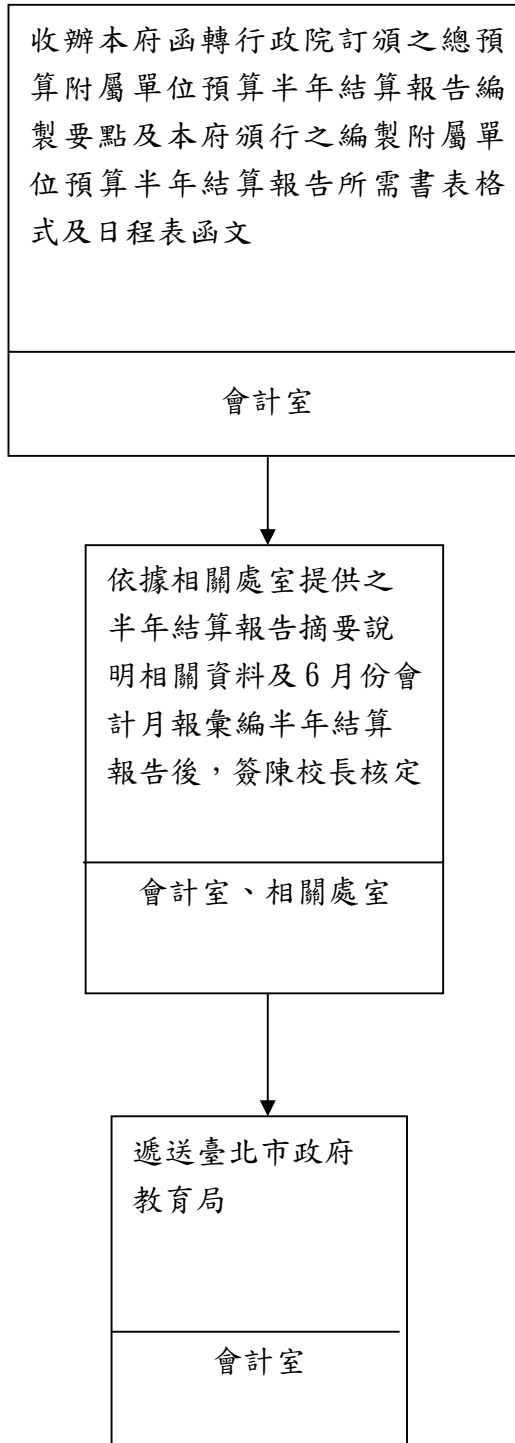 收辦本府函轉行政院訂頒之總預
算附屬單位預算半年結算報告編
製要點及本府頒行之編製附屬單
位預算半年結算報告所需書表格
式及日程表函文
會計室
依據相關處室提供之
半年結算報告摘要說
明相關資料及6月份會
計月報彙編半年結算
報告後，簽陳校長核定
會計室、相關處室
遞送臺北市政府
教育局
會計室